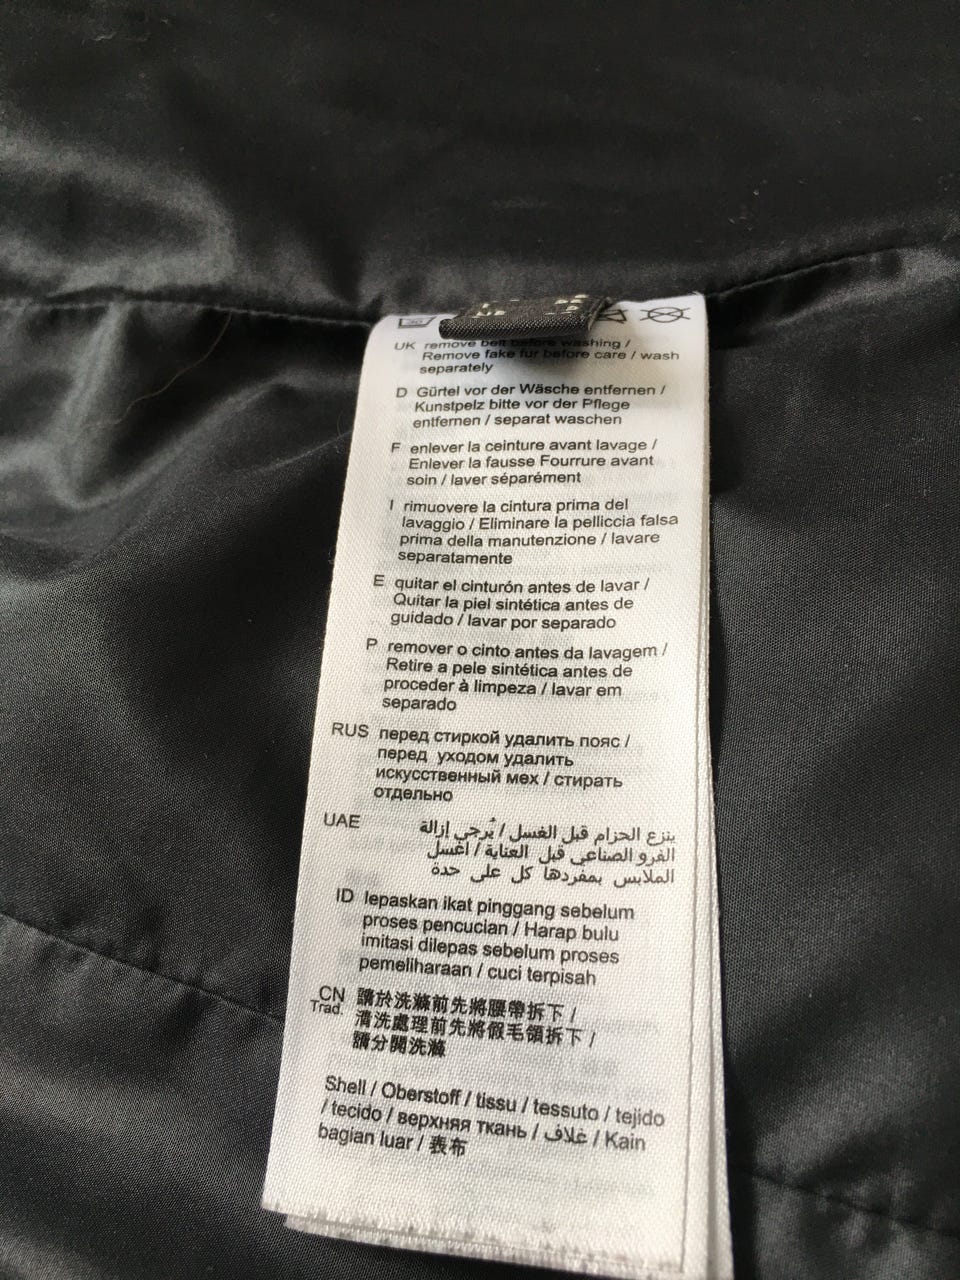 UK remove belt before washing /
Remove fake fur before care / wash
separately
D Gürtel vor der Wäsche entfernen /
Kunstpelz bitte vor der Pflege
entfernen / separat waschen
F enlever la ceinture avant lavage /
Enlever la fausse Fourrure avant
soin / laver séparément
I rimuovere la cintura prima del
lavaggio / Eliminare la pelliccia falsa
prima della manutenzione / lavare
separatamente
E quitar el cinturón antes de lavar /
Quitar la piel sintética antes de
guidado / lavar por separado
P remover o cinto antes da lavagem /
Retire a pele sintética antes de
proceder à limpeza / lavar em
separado
RUS перед стиркой удалить пояс /
перед уходом удалить
искусственный мех / стирать
отдельно
UAE ينزع الحزام قبل الغسل / يُرجى إزالة
الفرو الصناعي قبل العناية / اغسل
الملابس بمفردها كل على حدة
ID lepaskan ikat pinggang sebelum
proses pencucian / Harap bulu
imitasi dilepas sebelum proses
pemeliharaan / cuci terpisah
CN Trad. 請於洗滌前先將腰帶拆下 /
清洗處理前先將假毛領拆下 /
請分開洗滌
Shell / Oberstoff / tissu / tessuto / tejido
/ tecido / верхняя ткань / غلاف / Kain
bagian luar / 表布